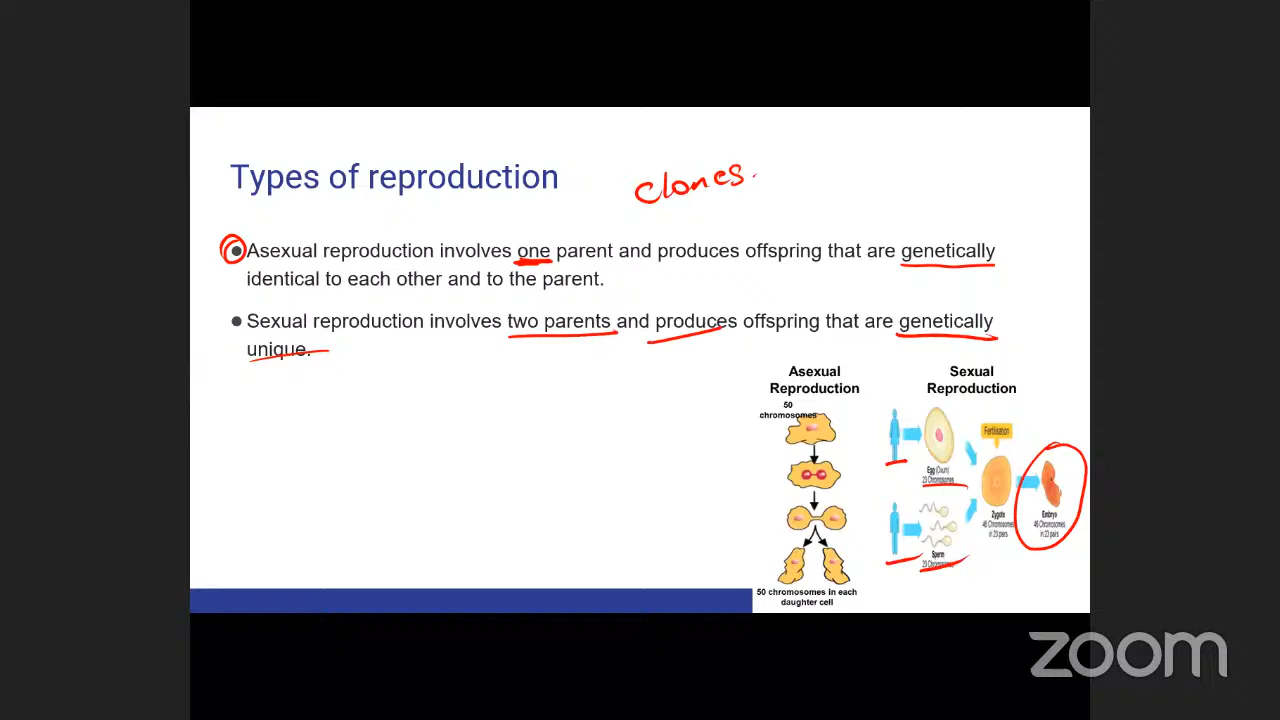 Types of reproduction
clones.
Asexual reproduction involves one parent and produces offspring that are genetically
identical to each other and to the parent.
Sexual reproduction involves two parents and produces offspring that are genetically
unique.
Asexual
Reproduction
50
chromosomes
50 chromosomes in each
daughter cell
Sexual
Reproduction
Egg (Ovum)
23 Chromosomes
Sperm
23 Chromosomes
Fertilisation
Zygote
46 Chromosomes
in 23 pairs
Embryo
46 Chromosomes
in 23 pairs
zoom